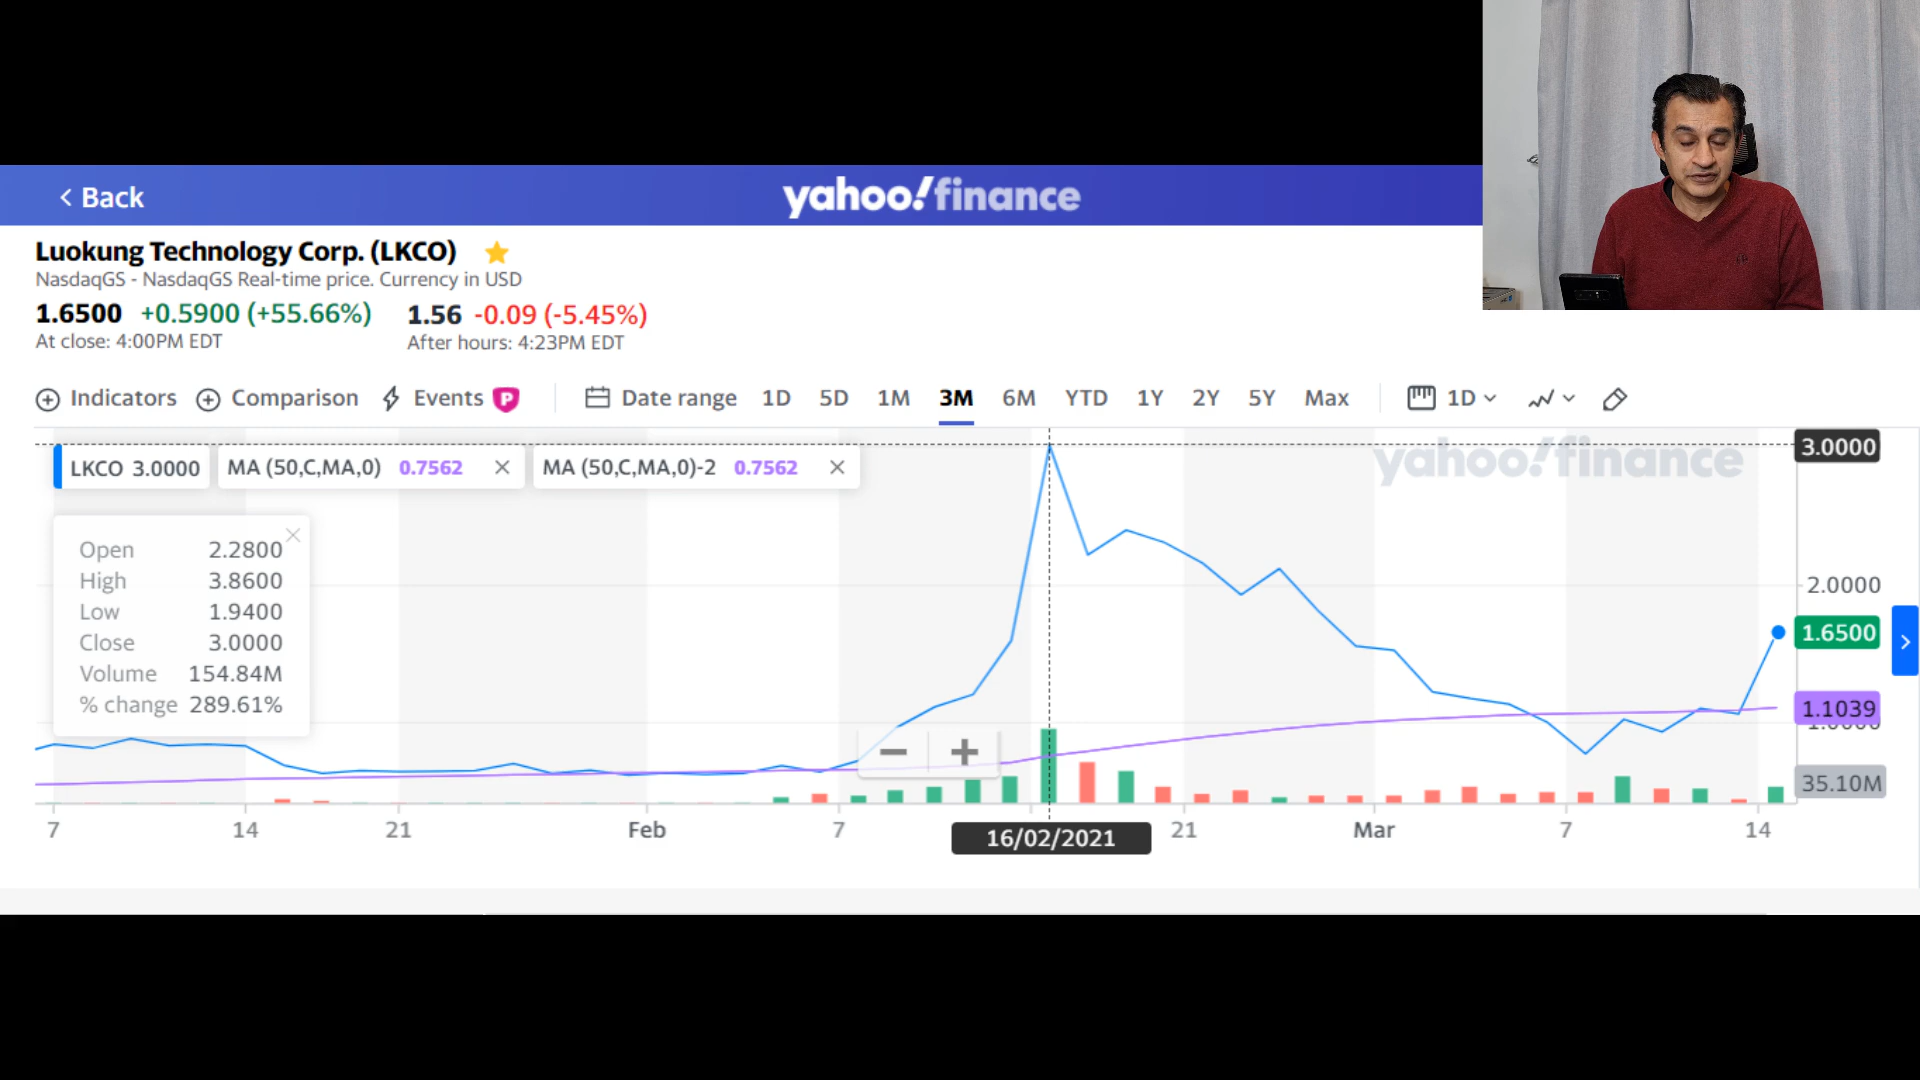 Back
yahoo!finance
Luokung Technology Corp. (LKCO)
NasdaqGS - NasdaqGS Real-time price. Currency in USD
1.6500 +0.5900 (+55.66%) 1.56 -0.09 (-5.45%)
At close: 4:00PM EDT After hours: 4:23PM EDT
Indicators Comparison Events P Date range 1D 5D 1M 3M 6M YTD 1Y 2Y 5Y Max 1D
LKCO 3.0000 MA (50,C,MA,0) 0.7562 MA (50,C,MA,0)-2 0.7562
yahoo!finance
3.0000
Open 2.2800
High 3.8600
Low 1.9400
Close 3.0000
Volume 154.84M
% change 289.61%
2.0000
1.6500
1.1039
1.0000
35.10M
7 14 21 Feb 7 16/02/2021 21 Mar 7 14